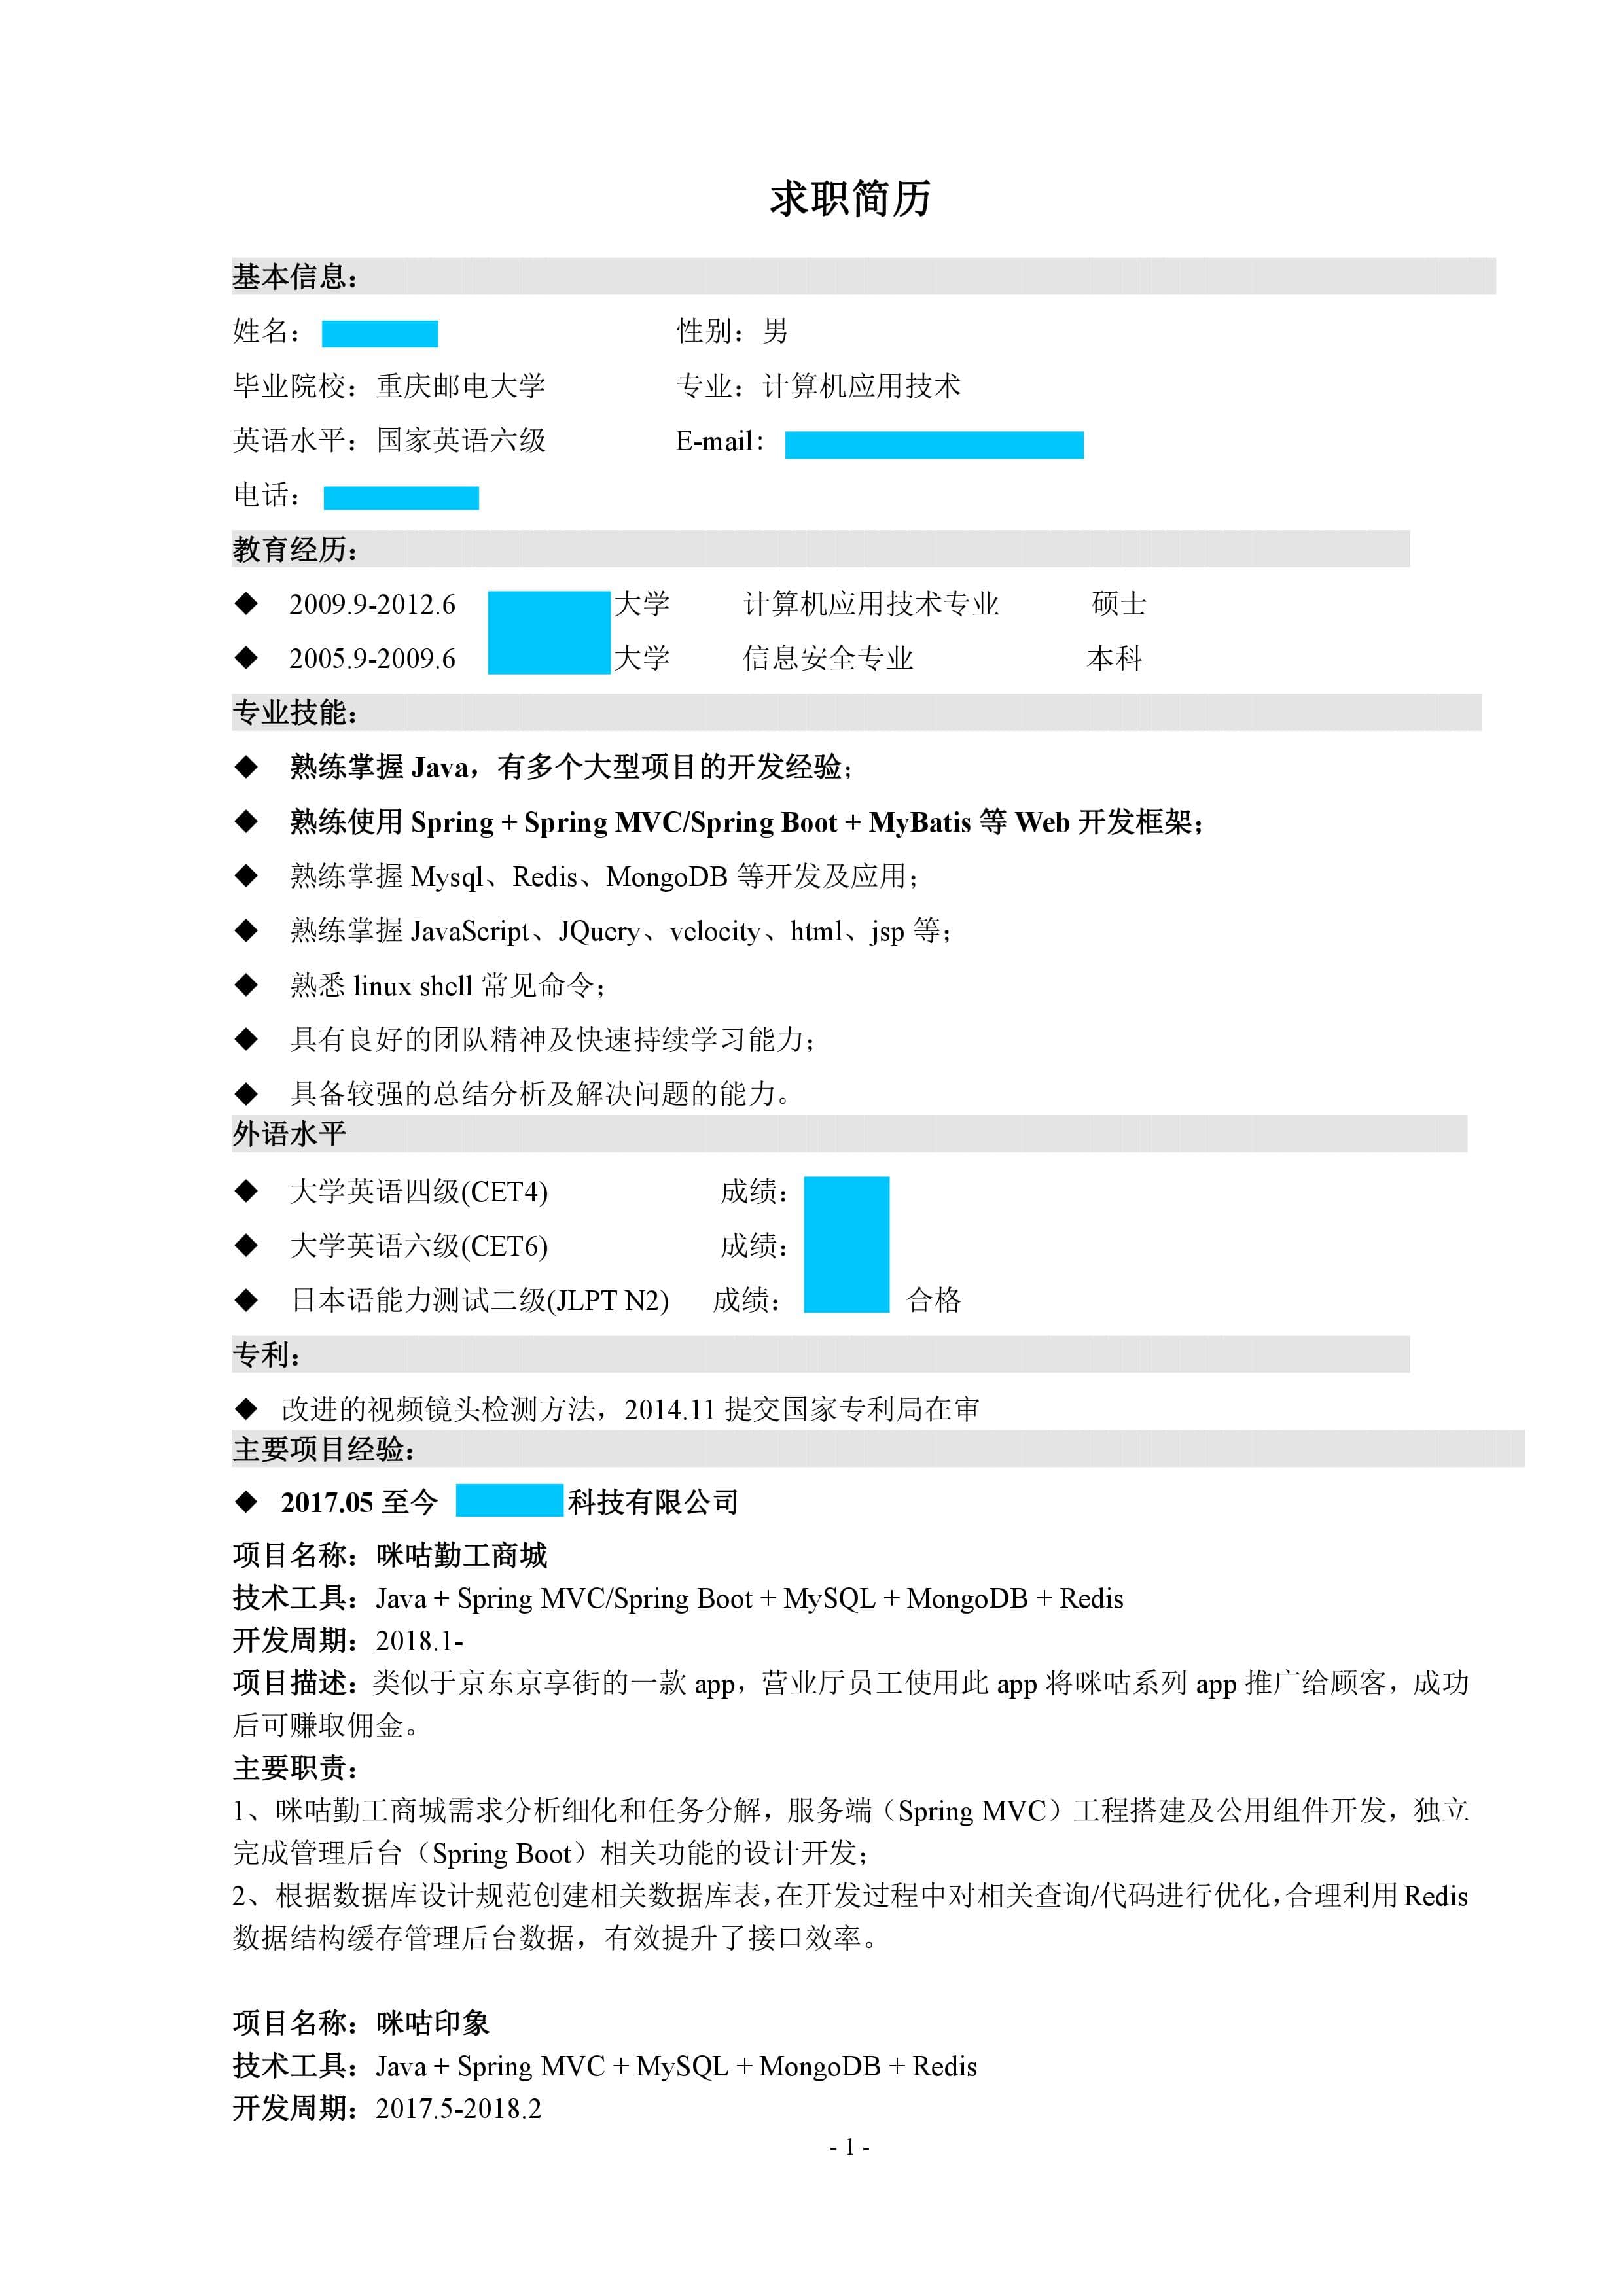 求职简历
基本信息：
姓名： 性别：男
毕业院校：重庆邮电大学 专业：计算机应用技术
英语水平：国家英语六级 E-mail：
电话：
教育经历：
◆ 2009.9-2012.6 大学 计算机应用技术专业 硕士
◆ 2005.9-2009.6 大学 信息安全专业 本科
专业技能：
◆ 熟练掌握 Java，有多个大型项目的开发经验；
◆ 熟练使用 Spring + Spring MVC/Spring Boot + MyBatis 等 Web 开发框架；
◆ 熟练掌握 Mysql、Redis、MongoDB 等开发及应用；
◆ 熟练掌握 JavaScript、JQuery、velocity、html、jsp 等；
◆ 熟悉 linux shell 常见命令；
◆ 具有良好的团队精神及快速持续学习能力；
◆ 具备较强的总结分析及解决问题的能力。
外语水平
◆ 大学英语四级(CET4) 成绩：
◆ 大学英语六级(CET6) 成绩：
◆ 日本语能力测试二级(JLPT N2) 成绩： 合格
专利：
◆ 改进的视频镜头检测方法，2014.11 提交国家专利局在审
主要项目经验：
◆ 2017.05 至今 科技有限公司
项目名称：咪咕勤工商城
技术工具：Java + Spring MVC/Spring Boot + MySQL + MongoDB + Redis
开发周期：2018.1-
项目描述：类似于京东京享街的一款 app，营业厅员工使用此 app 将咪咕系列 app 推广给顾客，成功
后可赚取佣金。
主要职责：
1、咪咕勤工商城需求分析细化和任务分解，服务端（Spring MVC）工程搭建及公用组件开发，独立
完成管理后台（Spring Boot）相关功能的设计开发；
2、根据数据库设计规范创建相关数据库表，在开发过程中对相关查询/代码进行优化，合理利用 Redis
数据结构缓存管理后台数据，有效提升了接口效率。
项目名称：咪咕印象
技术工具：Java + Spring MVC + MySQL + MongoDB + Redis
开发周期：2017.5-2018.2
- 1 -